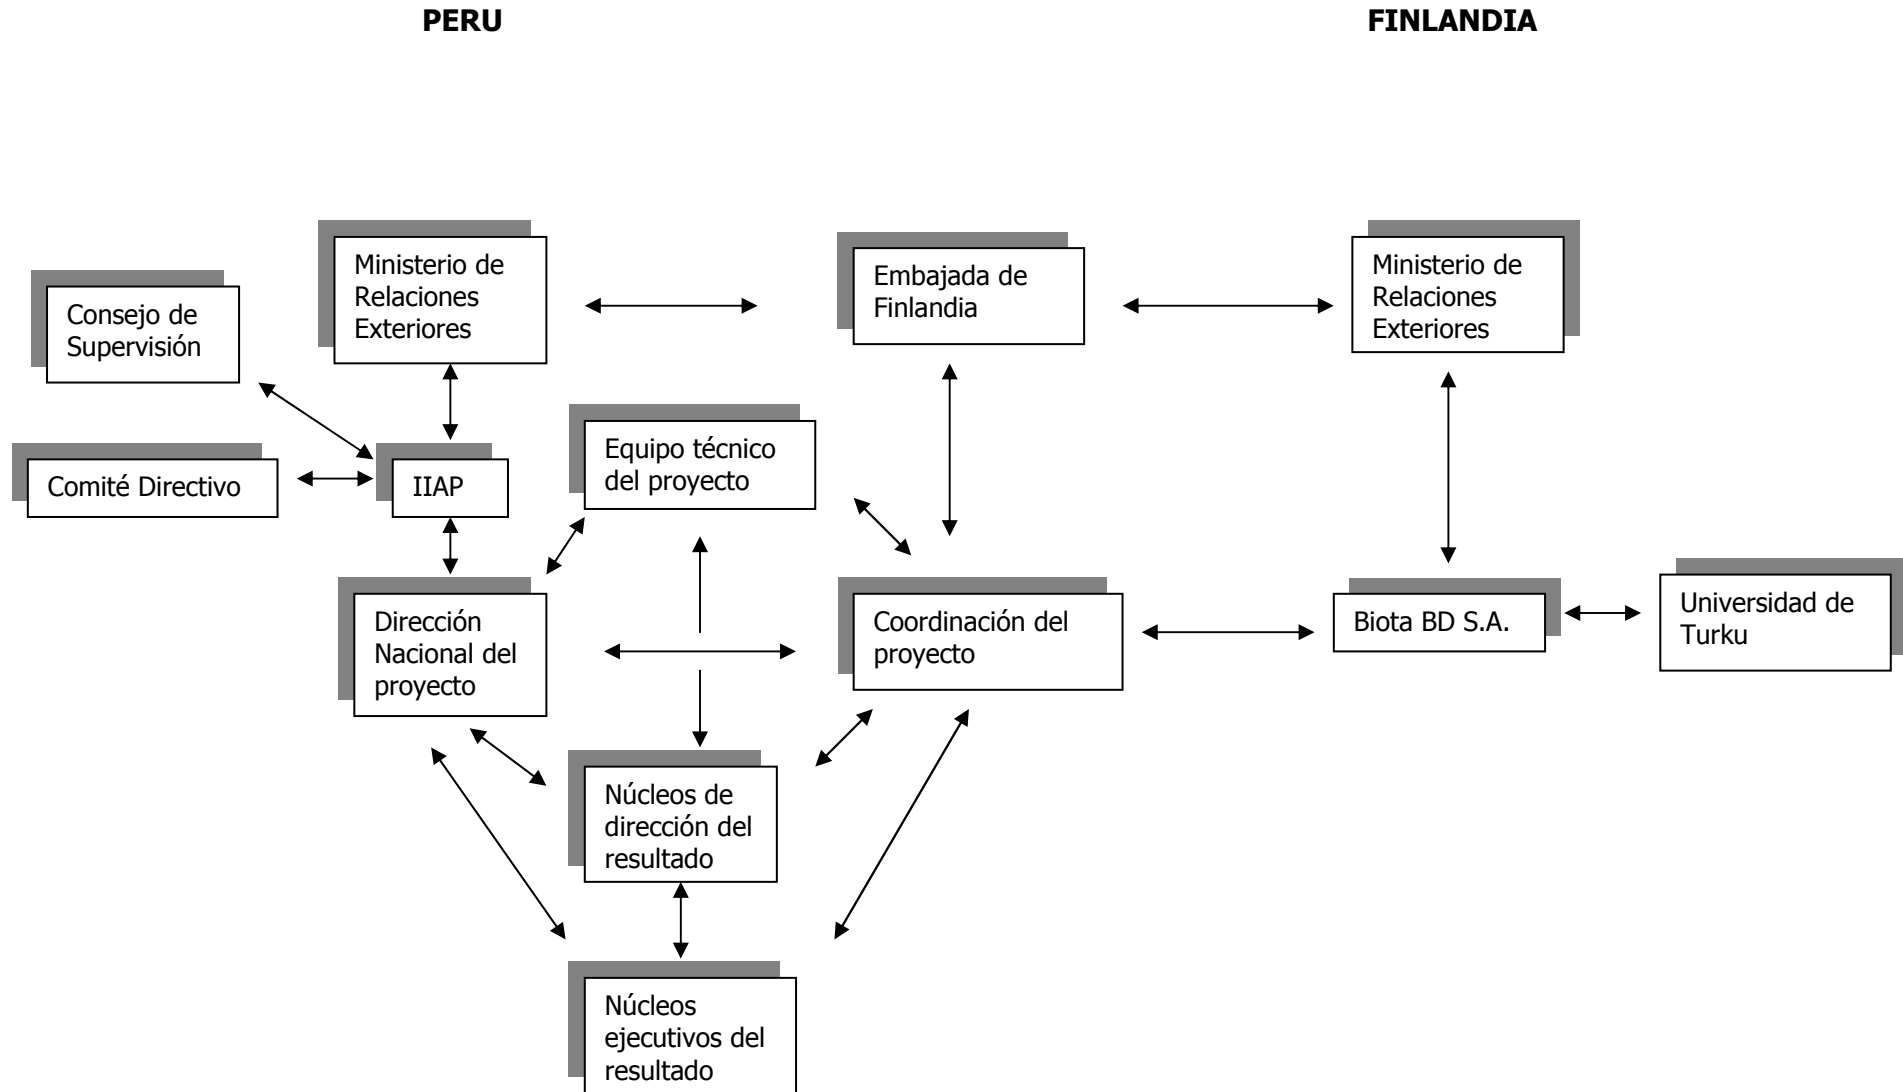 PERU
FINLANDIA
Ministerio de
Relaciones
Exteriores
Embajada de
Finlandia
Ministerio de
Relaciones
Exteriores
Consejo de
Supervisión
Equipo técnico
del proyecto
Comité Directivo
IIAP
Dirección
Nacional del
proyecto
Coordinación del
proyecto
Biota BD S.A.
Universidad de
Turku
Núcleos de
dirección del
resultado
Núcleos
ejecutivos del
resultado